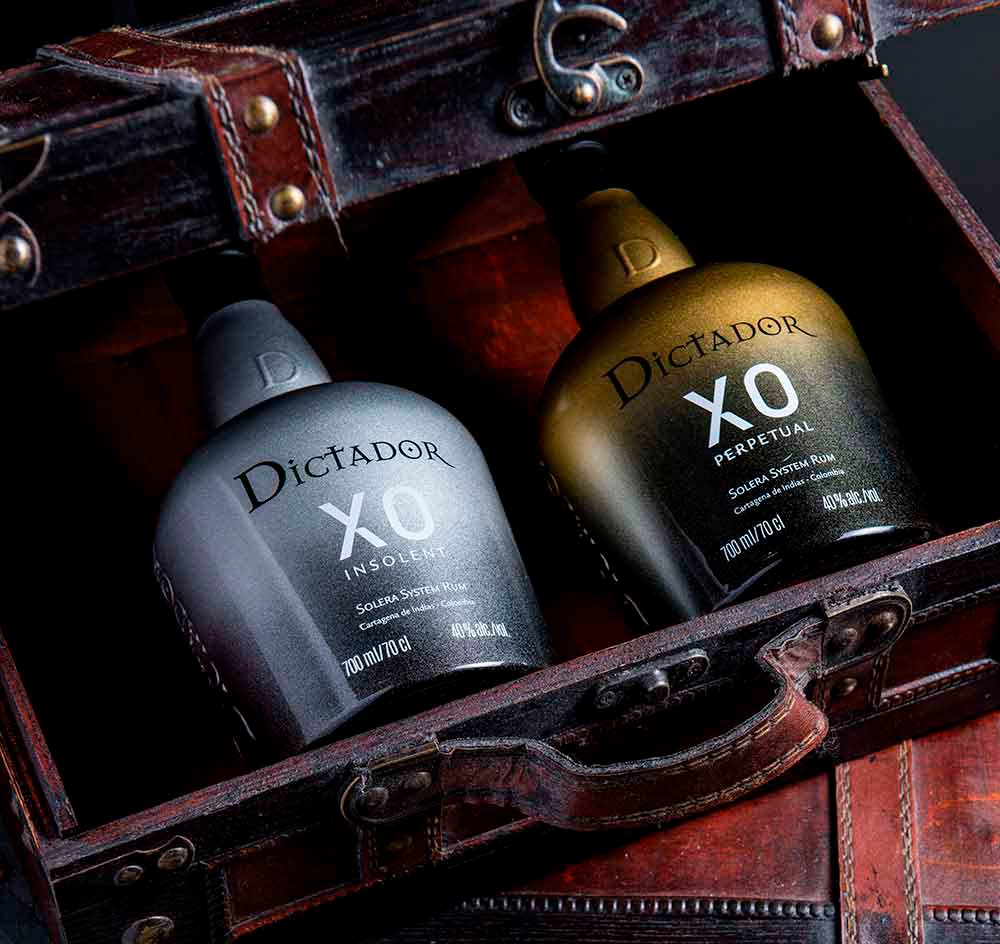 D
DICTADOR
XO
INSOLENT
SOLERA SYSTEM RUM
Cartagena de Indias - Colombia
700 ml/70 cl 40% alc./vol.
D
DICTADOR
XO
PERPETUAL
SOLERA SYSTEM RUM
Cartagena de Indias - Colombia
700 ml/70 cl 40% alc./vol.